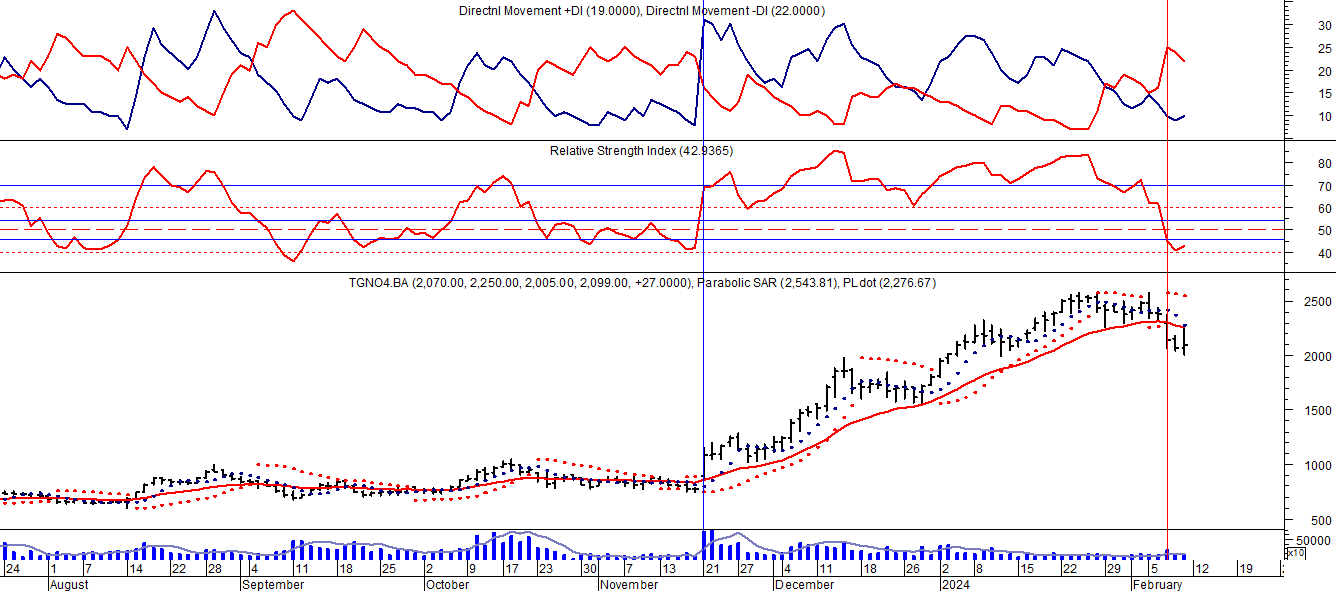 Directnl Movement +DI (19.0000), Directnl Movement -DI (22.0000)
30
25
20
15
10
Relative Strength Index (42.9365)
80
70
60
50
40
TGNO4.BA (2,070.00, 2,250.00, 2,005.00, 2,099.00, +27.0000), Parabolic SAR (2,543.81), PLdot (2,276.67)
2500
2000
1500
1000
500
50000
x10
24 1 7 14 22 28 4 11 18 25 2 9 17 23 30 7 13 21 27 4 11 18 26 2 8 15 22 29 5 12 19
August September October November December 2024 February